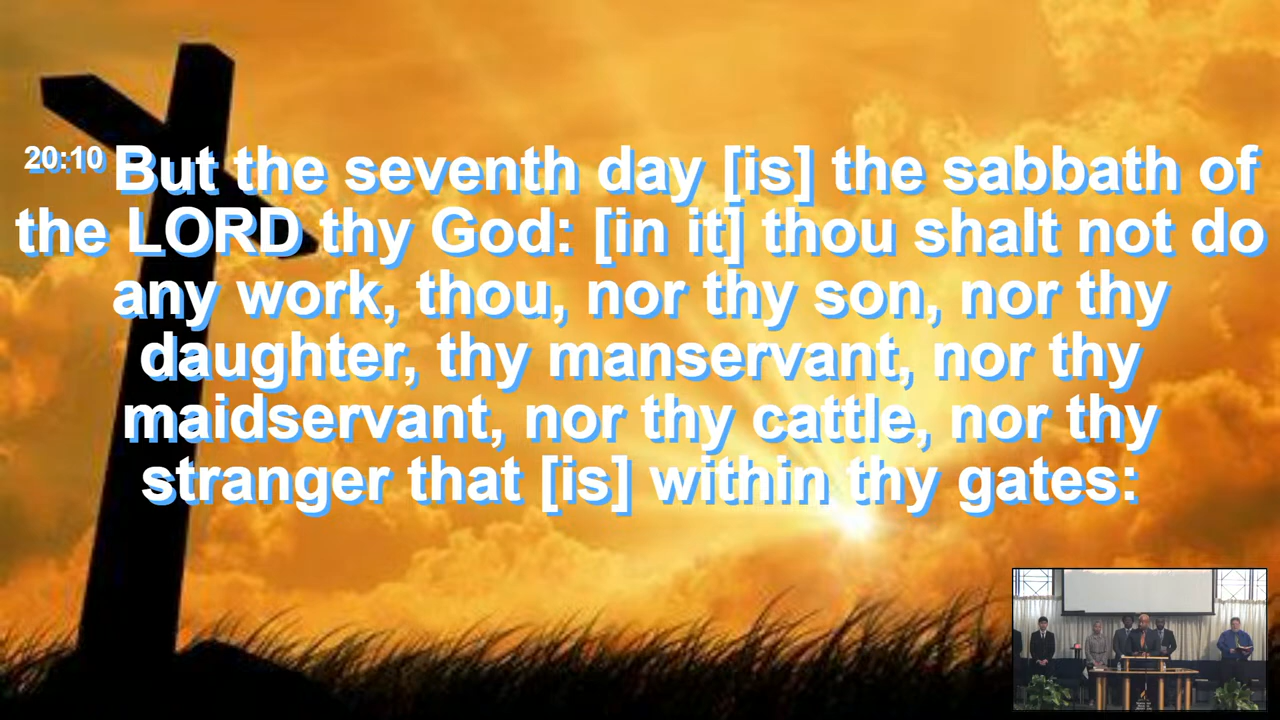 20:10 But the seventh day [is] the sabbath of
the LORD thy God: [in it] thou shalt not do
any work, thou, nor thy son, nor thy
daughter, thy manservant, nor thy
maidservant, nor thy cattle, nor thy
stranger that [is] within thy gates: